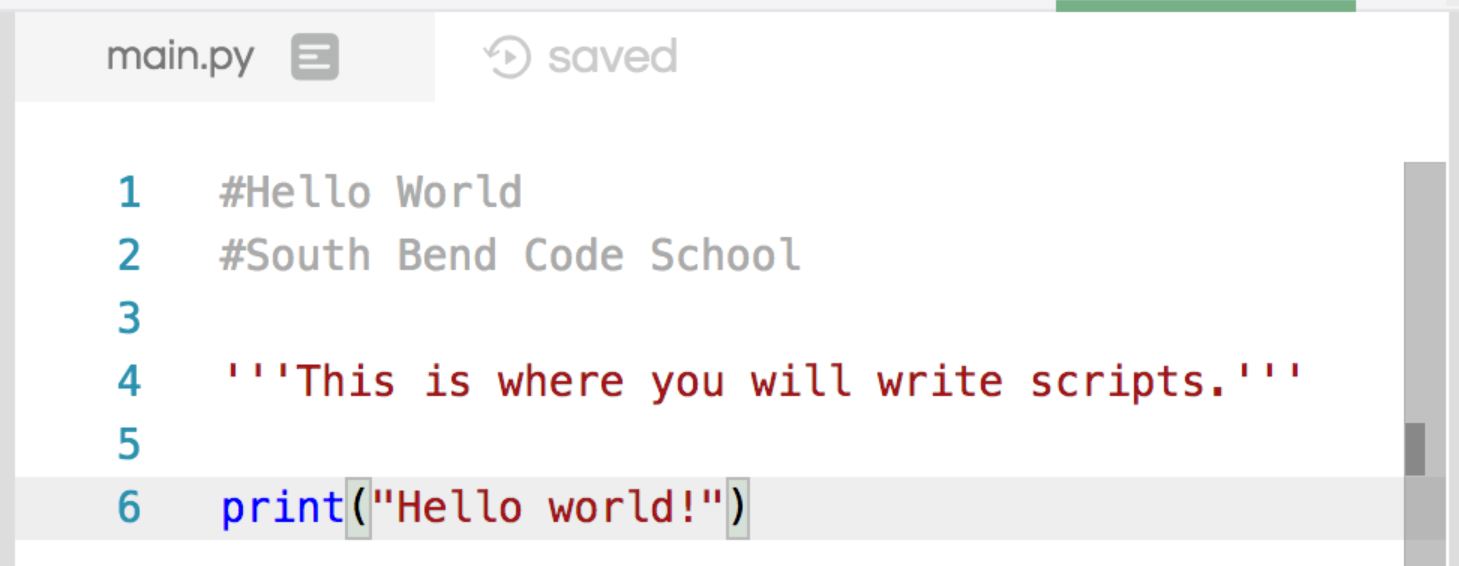 main.py saved
1 #Hello World
2 #South Bend Code School
3
4 '''This is where you will write scripts.'''
5
6 print("Hello world!")